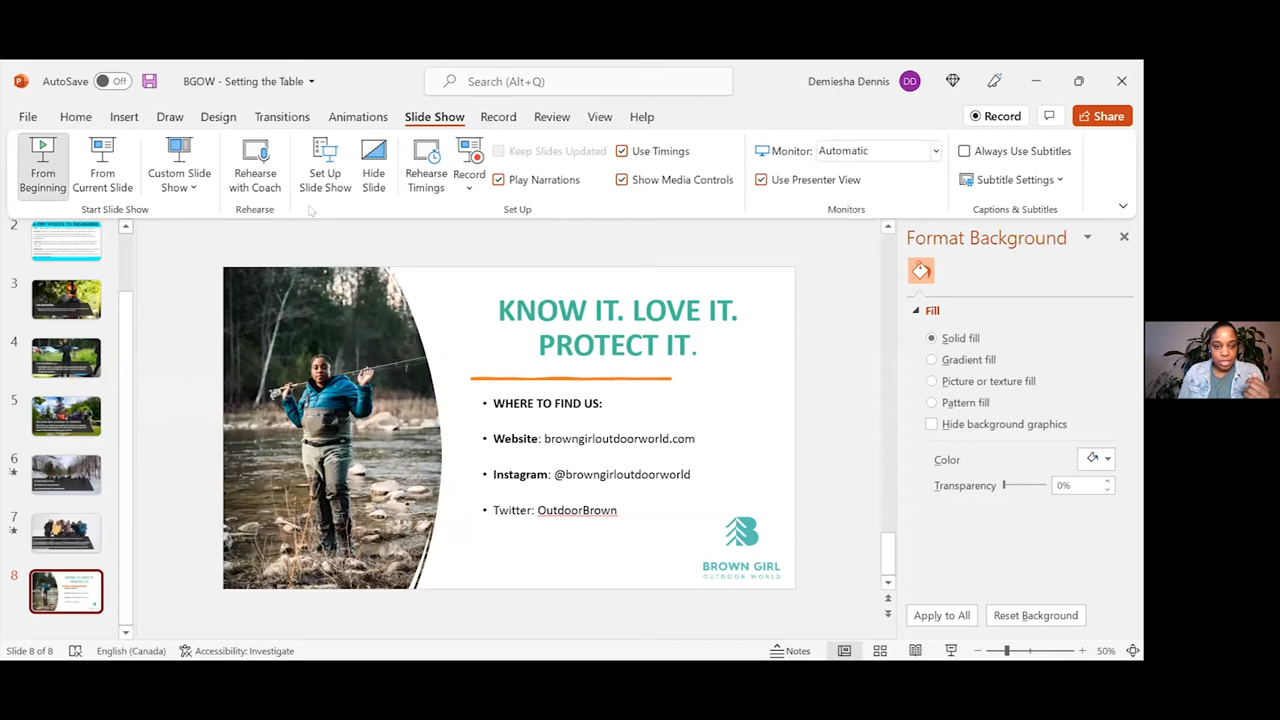 AutoSave Off BGOW - Setting the Table Search (Alt+Q) Demiesha Dennis DD
File Home Insert Draw Design Transitions Animations Slide Show Record Review View Help Record Share
From Beginning
From Current Slide
Custom Slide Show
Start Slide Show
Rehearse with Coach
Rehearse
Set Up Slide Show
Hide Slide
Rehearse Timings
Record
Keep Slides Updated
Play Narrations
Use Timings
Show Media Controls
Set Up
Monitor: Automatic
Use Presenter View
Monitors
Always Use Subtitles
Subtitle Settings
Captions & Subtitles
2
3
4
5
6
7
8
KNOW IT. LOVE IT.
PROTECT IT.
• WHERE TO FIND US:
• Website: browngirloutdoorworld.com
• Instagram: @browngirloutdoorworld
• Twitter: OutdoorBrown
BROWN GIRL
OUTDOOR WORLD
Format Background
Fill
Solid fill
Gradient fill
Picture or texture fill
Pattern fill
Hide background graphics
Color
Transparency 0%
Apply to All Reset Background
Slide 8 of 8 English (Canada) Accessibility: Investigate Notes 50%